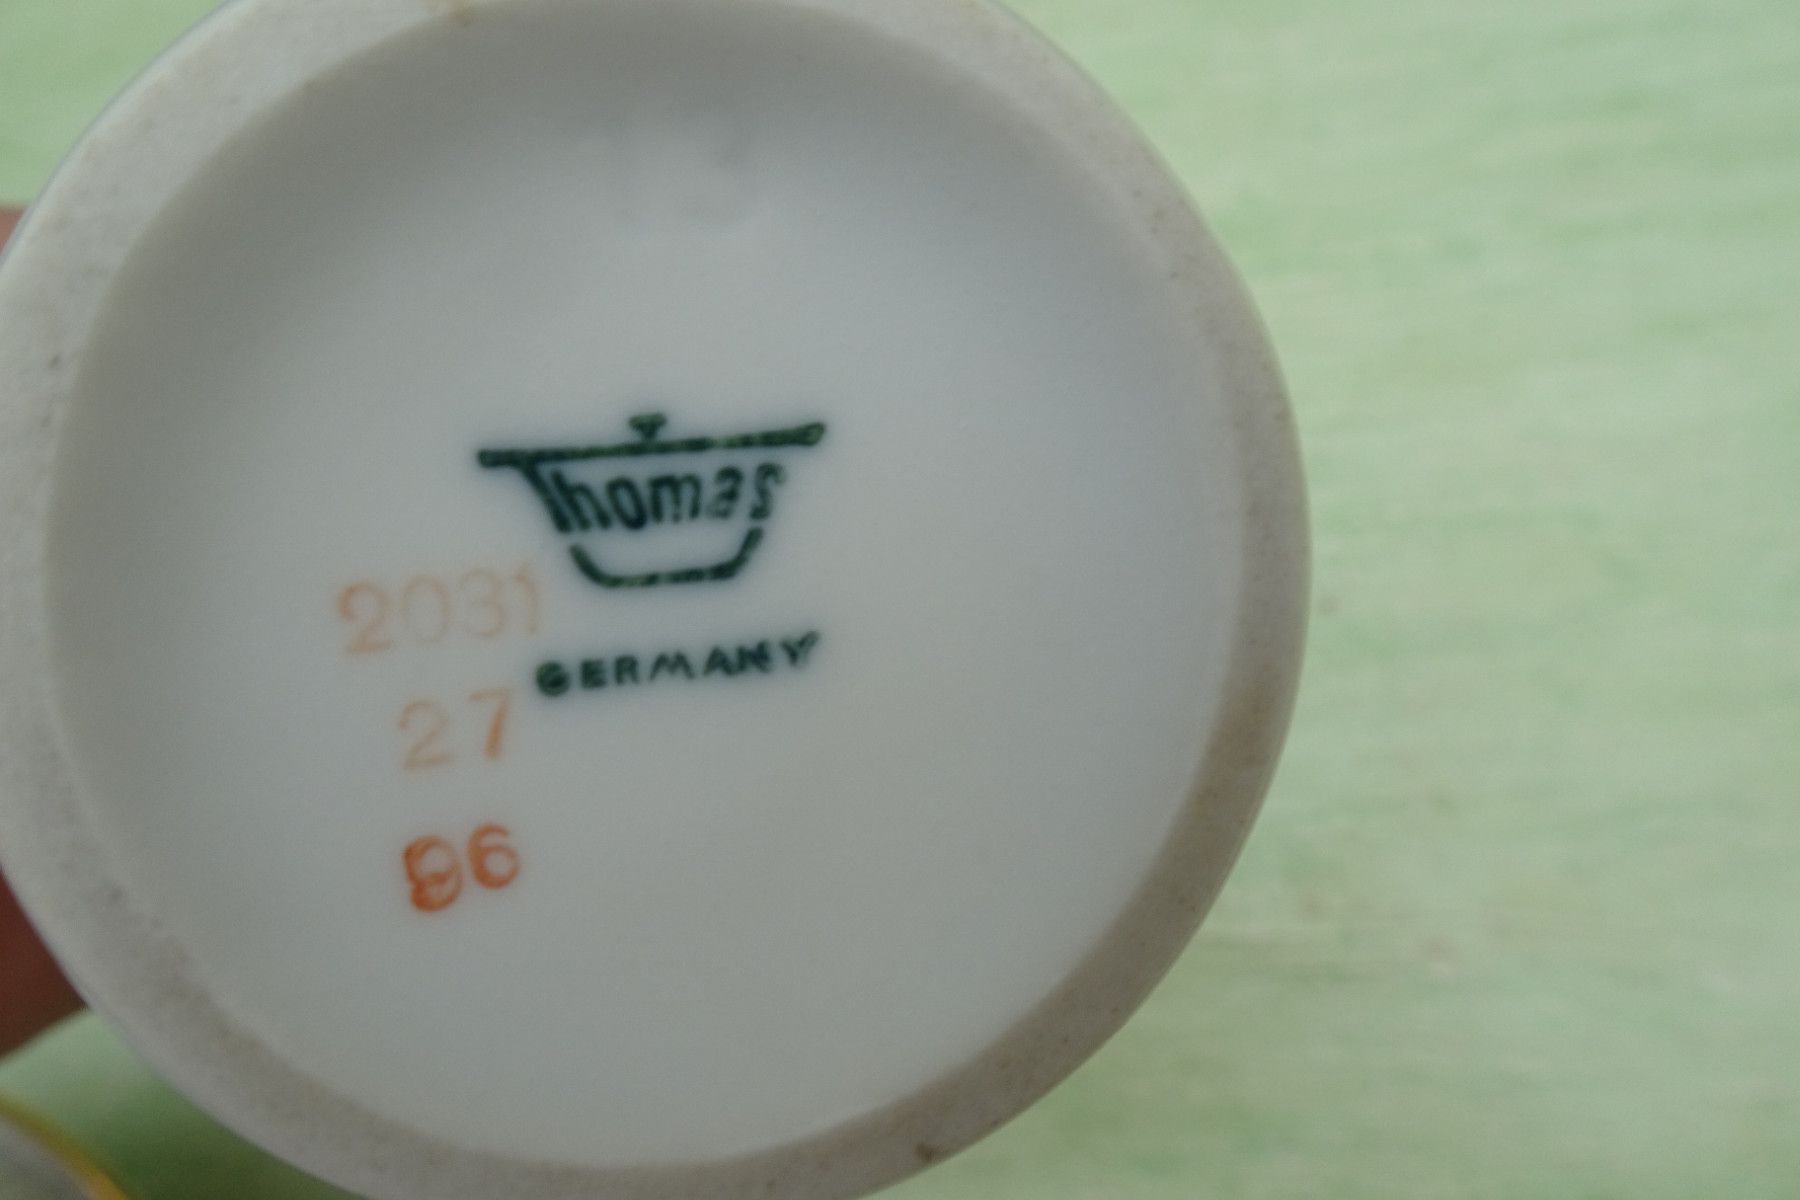 Thomas
GERMANY
2031
27
96